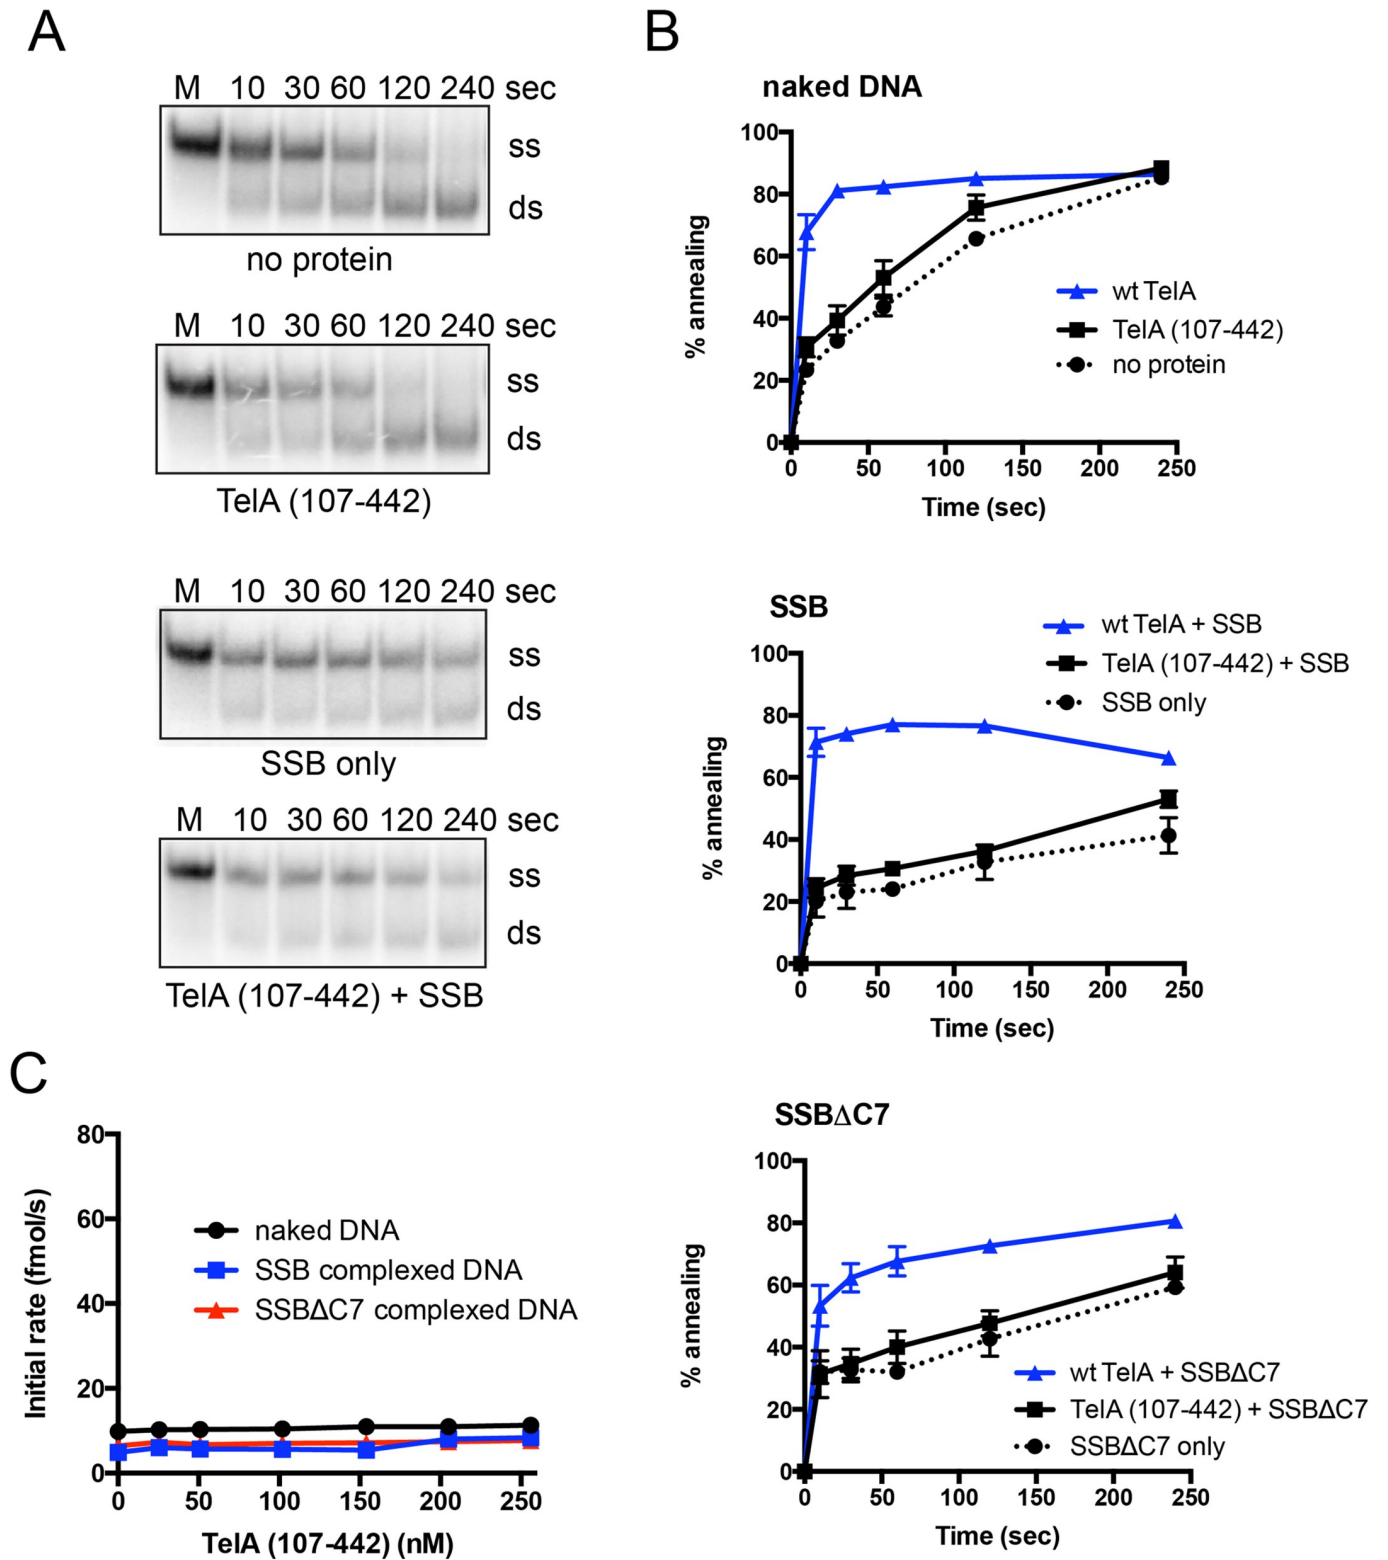 A
M 10 30 60 120 240 sec
ss
ds
no protein
M 10 30 60 120 240 sec
ss
ds
TelA (107-442)
M 10 30 60 120 240 sec
ss
ds
SSB only
M 10 30 60 120 240 sec
ss
ds
TelA (107-442) + SSB
B
naked DNA
% annealing
100
80
60
40
20
0
0 50 100 150 200 250
Time (sec)
wt TelA
TelA (107-442)
no protein
SSB
% annealing
100
80
60
40
20
0
0 50 100 150 200 250
Time (sec)
wt TelA + SSB
TelA (107-442) + SSB
SSB only
SSBΔC7
% annealing
100
80
60
40
20
0
0 50 100 150 200 250
Time (sec)
wt TelA + SSBΔC7
TelA (107-442) + SSBΔC7
SSBΔC7 only
C
Initial rate (fmol/s)
80
60
40
20
0
0 50 100 150 200 250
TelA (107-442) (nM)
naked DNA
SSB complexed DNA
SSBΔC7 complexed DNA